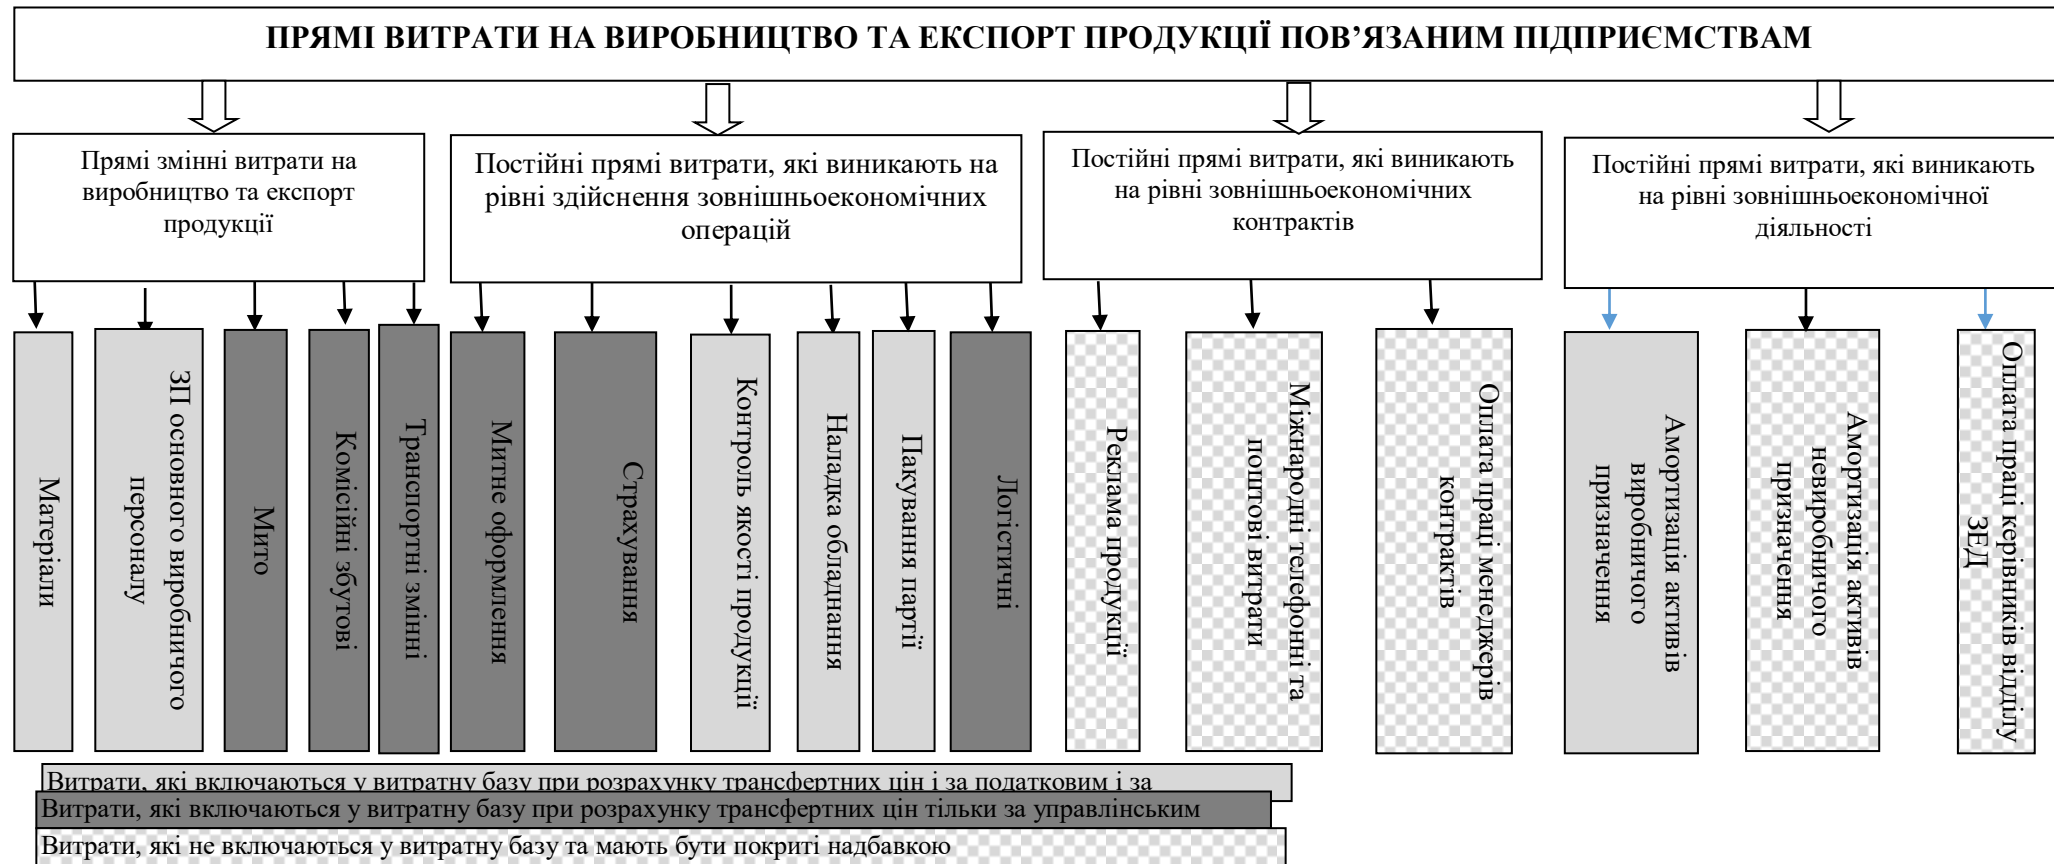 ПРЯМІ ВИТРАТИ НА ВИРОБНИЦТВО ТА ЕКСПОРТ ПРОДУКЦІЇ ПОВ’ЯЗАНИМ ПІДПРИЄМСТВАМ
Прямі змінні витрати на
виробництво та експорт
продукції
Постійні прямі витрати, які виникають на
рівні здійснення зовнішньоекономічних
операцій
Постійні прямі витрати, які виникають
на рівні зовнішньоекономічних
контрактів
Постійні прямі витрати, які виникають
на рівні зовнішньоекономічної
діяльності
Матеріали
ЗП основного виробничого
персоналу
Мито
Комісійні збутові
Транспортні змінні
Митне оформлення
Страхування
Контроль якості продукції
Наладка обладнання
Пакування партії
Логістичні
Реклама продукції
Міжнародні телефонні та
поштові витрати
Оплата праці менеджерів
контрактів
Амортизація активів
виробничого
призначення
Амортизація активів
невиробничого
призначення
Оплата праці керівників відділу
ЗЕД
Витрати, які включаються у витратну базу при розрахунку трансфертних цін і за податковим і за
Витрати, які включаються у витратну базу при розрахунку трансфертних цін тільки за управлінським
Витрати, які не включаються у витратну базу та мають бути покриті надбавкою